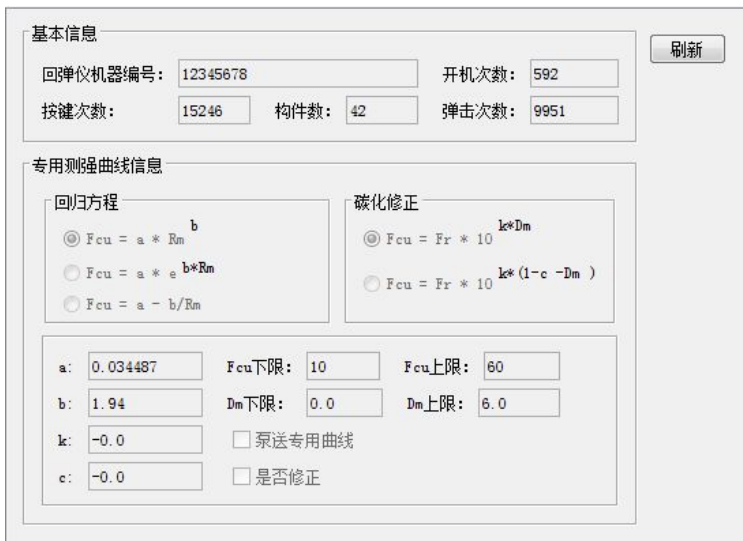 基本信息
刷新
回弹仪机器编号： 12345678 开机次数： 592
按键次数： 15246 构件数： 42 弹击次数： 9951
专用测强曲线信息
回归方程
Fcu = a * Rm b
Fcu = a * e b*Rm
Fcu = a - b/Rm
碳化修正
Fcu = Fr * 10 k*Dm
Fcu = Fr * 10 k*(1-c -Dm )
a: 0.034487 Fcu下限： 10 Fcu上限： 60
b: 1.94 Dm下限： 0.0 Dm上限： 6.0
k: -0.0 泵送专用曲线
c: -0.0 是否修正